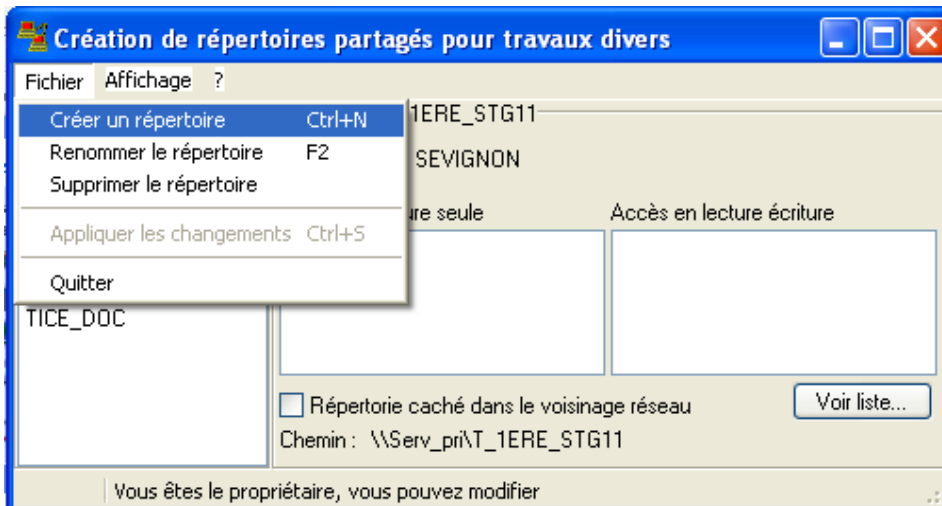 Création de répertoires partagés pour travaux divers
Fichier Affichage ?
Créer un répertoire Ctrl+N
Renommer le répertoire F2
Supprimer le répertoire
Appliquer les changements Ctrl+S
Quitter
1ERE_STG11
SEVIGNON
seule
Accès en lecture écriture
TICE_DOC
Répertorie caché dans le voisinage réseau
Voir liste...
Chemin : \\Serv_pri\T_1ERE_STG11
Vous êtes le propriétaire, vous pouvez modifier